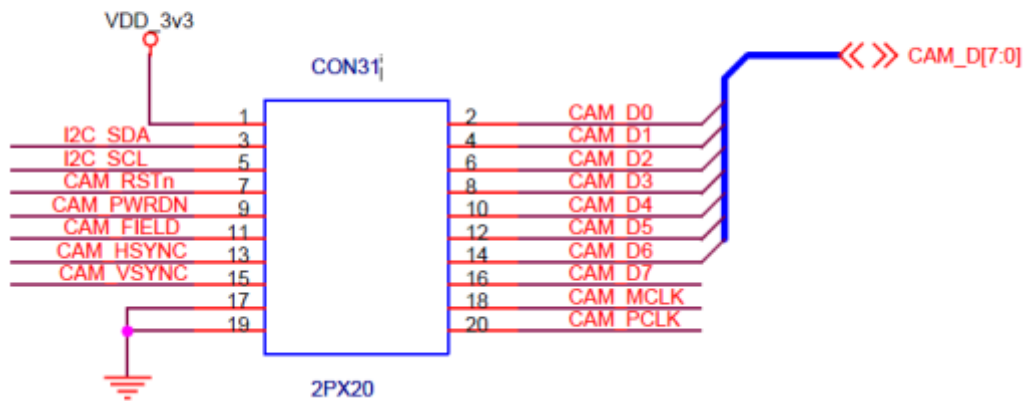 VDD_3v3
CON31
CAM_D[7:0]
1 2 CAM_D0
I2C_SDA 3 4 CAM_D1
I2C_SCL 5 6 CAM_D2
CAM_RSTn 7 8 CAM_D3
CAM_PWRDN 9 10 CAM_D4
CAM_FIELD 11 12 CAM_D5
CAM_HSYNC 13 14 CAM_D6
CAM_VSYNC 15 16 CAM_D7
17 18 CAM_MCLK
19 20 CAM_PCLK
2PX20